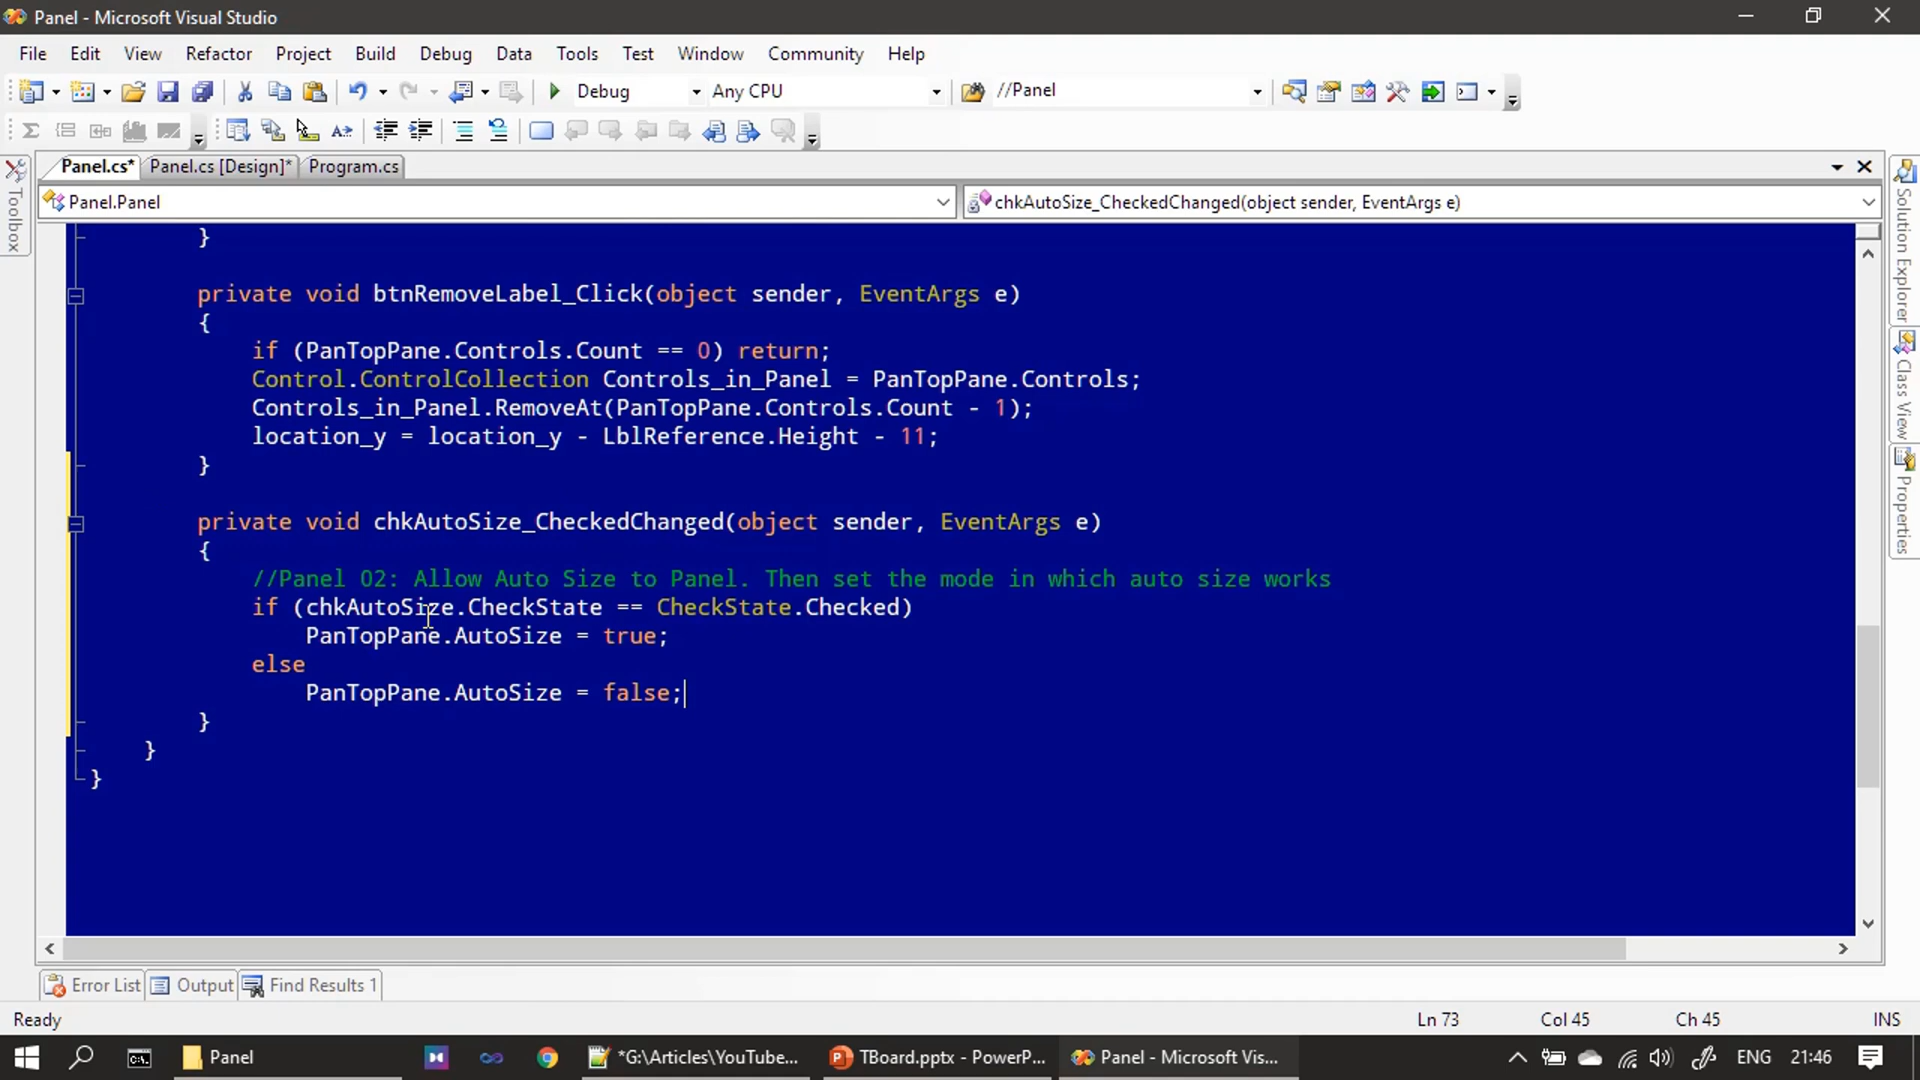 Panel - Microsoft Visual Studio
File Edit View Refactor Project Build Debug Data Tools Test Window Community Help
Debug Any CPU //Panel
Panel.cs* Panel.cs [Design]* Program.cs
Panel.Panel chkAutoSize_CheckedChanged(object sender, EventArgs e)
Toolbox
Solution Explorer
Class View
Properties
}
private void btnRemoveLabel_Click(object sender, EventArgs e)
{
if (PanTopPane.Controls.Count == 0) return;
Control.ControlCollection Controls_in_Panel = PanTopPane.Controls;
Controls_in_Panel.RemoveAt(PanTopPane.Controls.Count - 1);
location_y = location_y - LblReference.Height - 11;
}
private void chkAutoSize_CheckedChanged(object sender, EventArgs e)
{
//Panel 02: Allow Auto Size to Panel. Then set the mode in which auto size works
if (chkAutoSize.CheckState == CheckState.Checked)
PanTopPane.AutoSize = true;
else
PanTopPane.AutoSize = false;
}
}
}
Error List Output Find Results 1
Ready Ln 73 Col 45 Ch 45 INS
Panel *G:\Articles\YouTube... TBoard.pptx - PowerP... Panel - Microsoft Vis... ENG 21:46